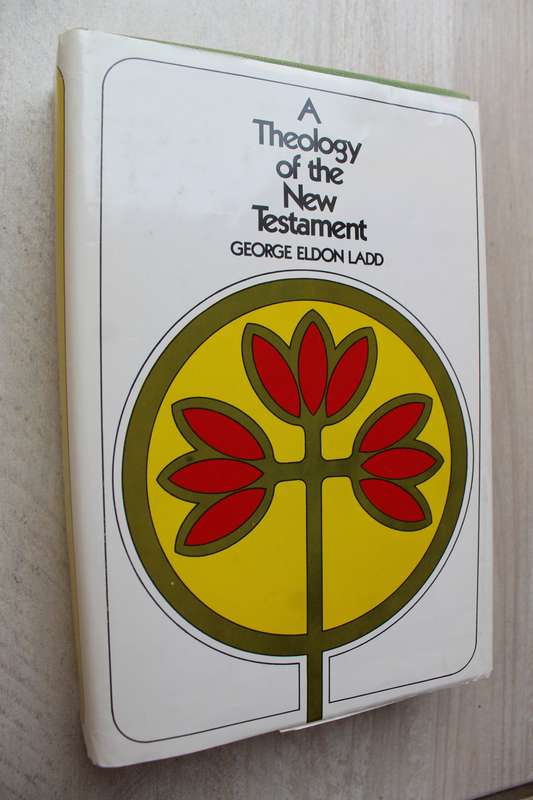 A
Theology
of the
New
Testament
GEORGE ELDON LADD